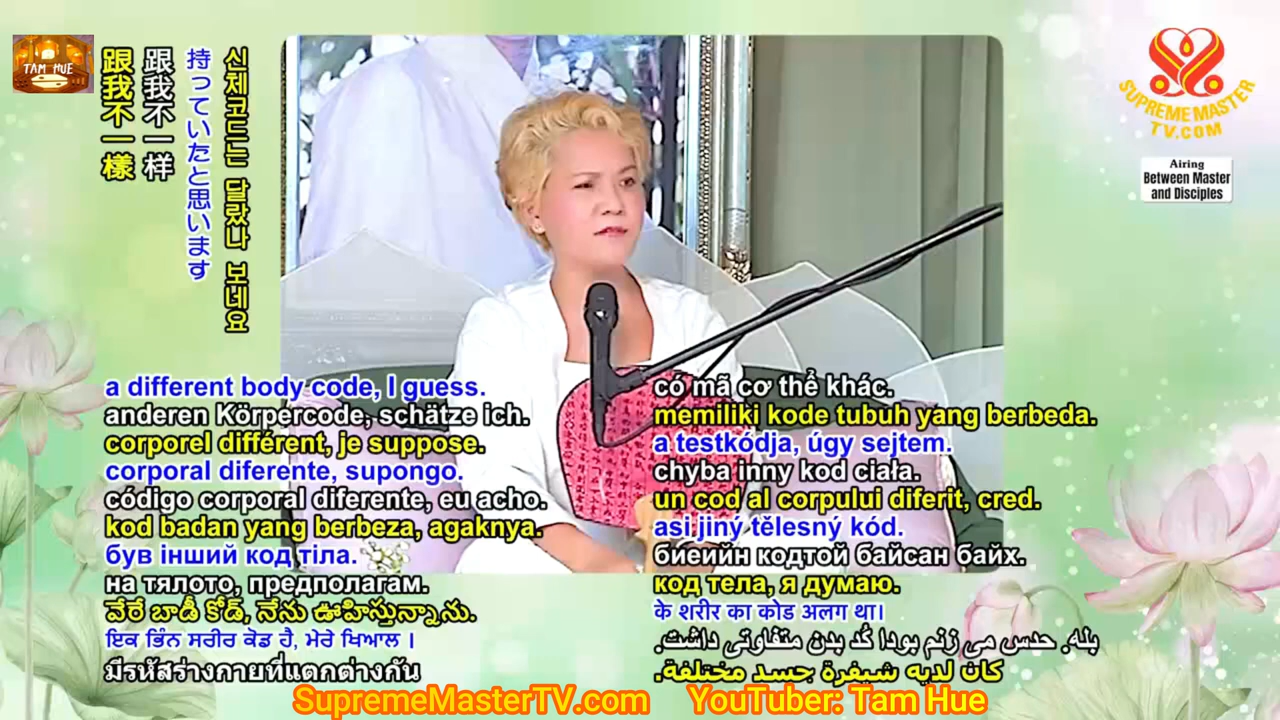 TAM HUE
跟我不一樣
跟我不一样
持っていたと思います
신체코드는 달랐나 보네요
SUPREME MASTER
TV.COM
Airing
Between Master
and Disciples
a different body code, I guess.
anderen Körpercode, schätze ich.
corporel différent, je suppose.
corporal diferente, supongo.
código corporal diferente, eu acho.
kod badan yang berbeza, agaknya.
був інший код тіла.
на тялото, предполагам.
వేరే బాడీ కోడ్, నేను ఊహిస్తున్నాను.
ਇਕ ਭਿੰਨ ਸਰੀਰ ਕੋਡ ਹੈ, ਮੇਰੇ ਖਿਆਲ ।
มีรหัสร่างกายที่แตกต่างกัน
có mã cơ thể khác.
memiliki kode tubuh yang berbeda.
a testkódja, úgy sejtem.
chyba inny kod ciała.
un cod al corpului diferit, cred.
asi jiný tělesný kód.
биеийн кодтой байсан байх.
код тела, я думаю.
के शरीर का कोड अलग था।
بله. حدس می زنم بودا کد بدن متفاوتی داشت.
كان لديه شيفرة جسد مختلفة.
SupremeMasterTV.com
YouTuber: Tam Hue